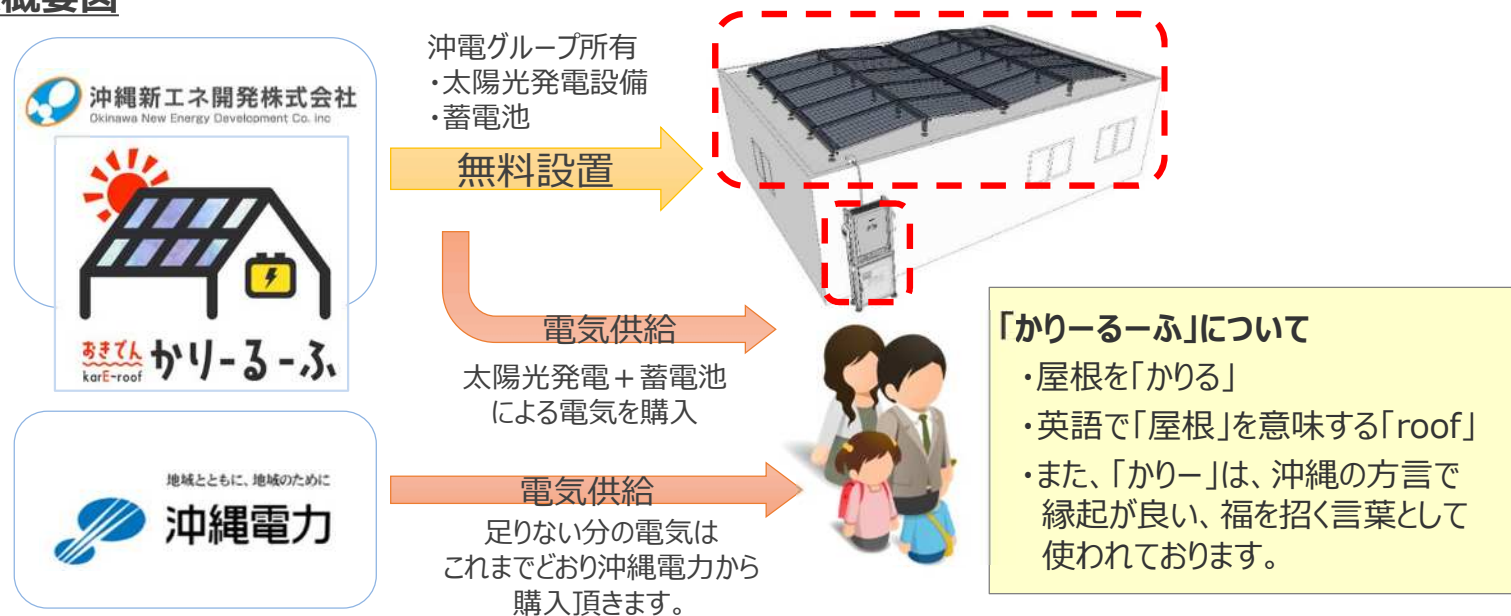 概要図
沖縄新エネ開発株式会社
Okinawa New Energy Development Co. inc
おきでん
karE-roof
かりーるーふ
沖電グループ所有
・太陽光発電設備
・蓄電池
無料設置
電気供給
太陽光発電＋蓄電池
による電気を購入
地域とともに、地域のために
沖縄電力
電気供給
足りない分の電気は
これまでどおり沖縄電力から
購入頂きます。
「かりーるーふ」について
・屋根を「かりる」
・英語で「屋根」を意味する「roof」
・また、「かりー」は、沖縄の方言で
縁起が良い、福を招く言葉として
使われております。